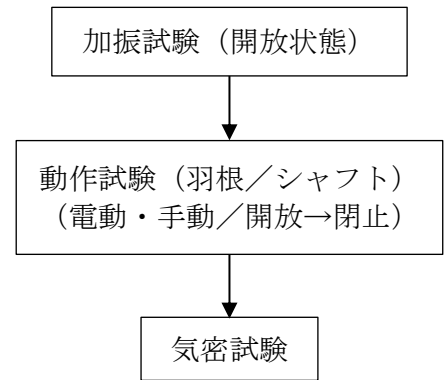 加振試験（開放状態）
動作試験（羽根／シャフト）
（電動・手動／開放→閉止）
気密試験